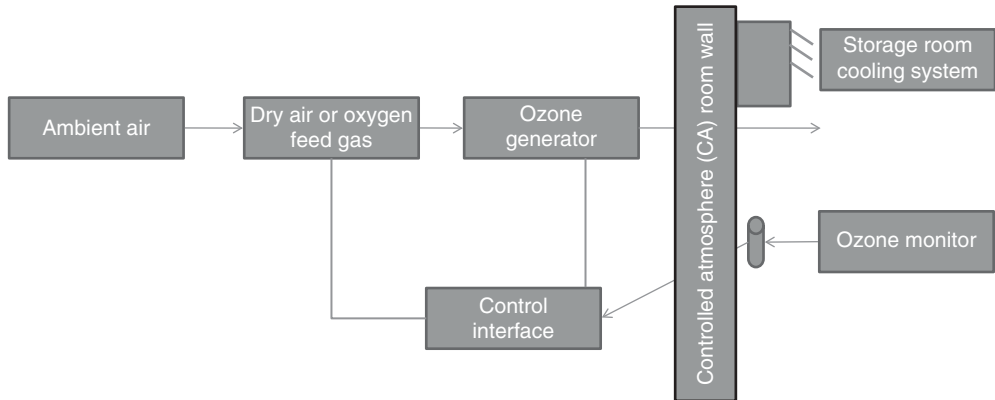 Ambient air
Dry air or oxygen
feed gas
Ozone
generator
Controlled atmosphere (CA) room wall
Storage room
cooling system
Ozone monitor
Control
interface